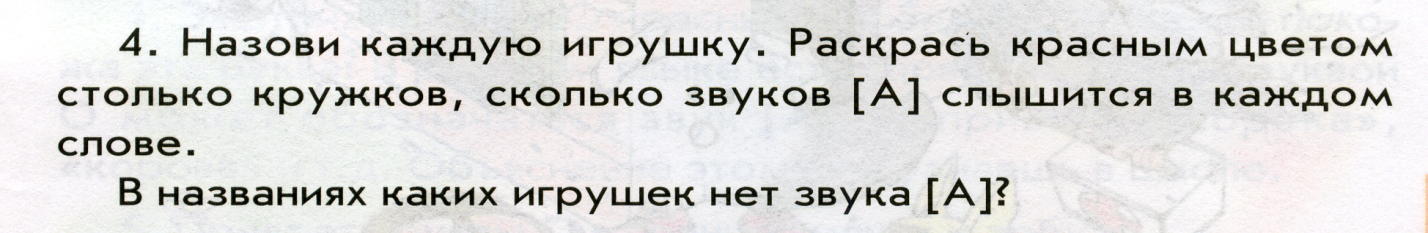 4. Назови каждую игрушку. Раскрась красным цветом
столько кружков, сколько звуков [А] слышится в каждом
слове.
В названиях каких игрушек нет звука [А]?